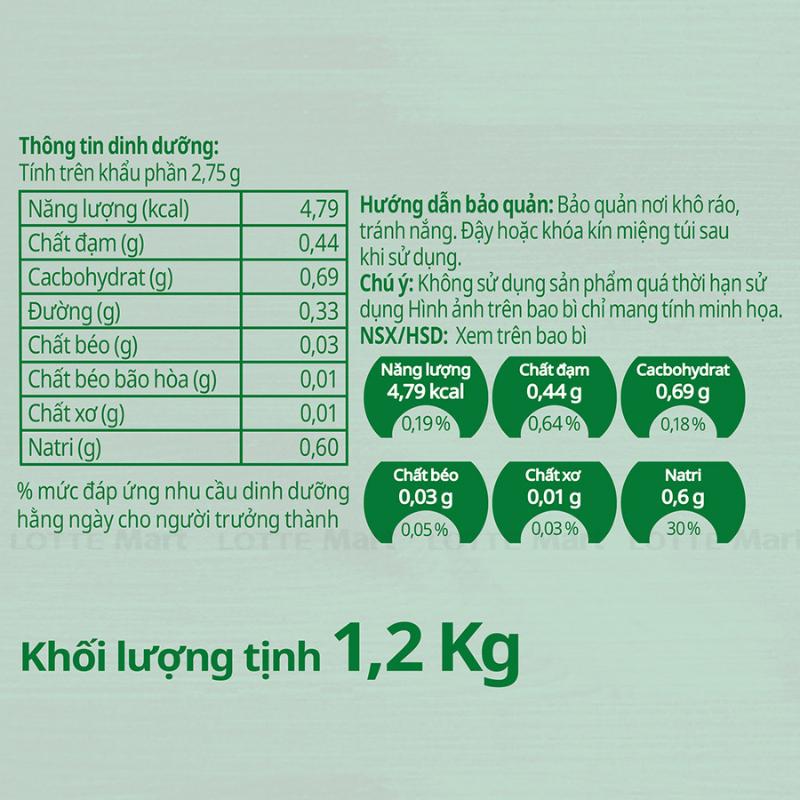 Thông tin dinh dưỡng:
Tính trên khẩu phần 2,75 g
Năng lượng (kcal) 4,79
Chất đạm (g) 0,44
Cacbohydrat (g) 0,69
Đường (g) 0,33
Chất béo (g) 0,03
Chất béo bão hòa (g) 0,01
Chất xơ (g) 0,01
Natri (g) 0,60
% mức đáp ứng nhu cầu dinh dưỡng
hằng ngày cho người trưởng thành
Hướng dẫn bảo quản: Bảo quản nơi khô ráo,
tránh nắng. Đậy hoặc khóa kín miệng túi sau
khi sử dụng.
Chú ý: Không sử dụng sản phẩm quá thời hạn sử
dụng Hình ảnh trên bao bì chỉ mang tính minh họa.
NSX/HSD: Xem trên bao bì
Năng lượng
4,79 kcal
0,19 %
Chất đạm
0,44 g
0,64 %
Cacbohydrat
0,69 g
0,18 %
Chất béo
0,03 g
0,05 %
Chất xơ
0,01 g
0,03 %
Natri
0,6 g
30 %
LOTTE Mart LOTTE Mart LOTTE Mart LOTTE Mart
Khối lượng tịnh 1,2 Kg